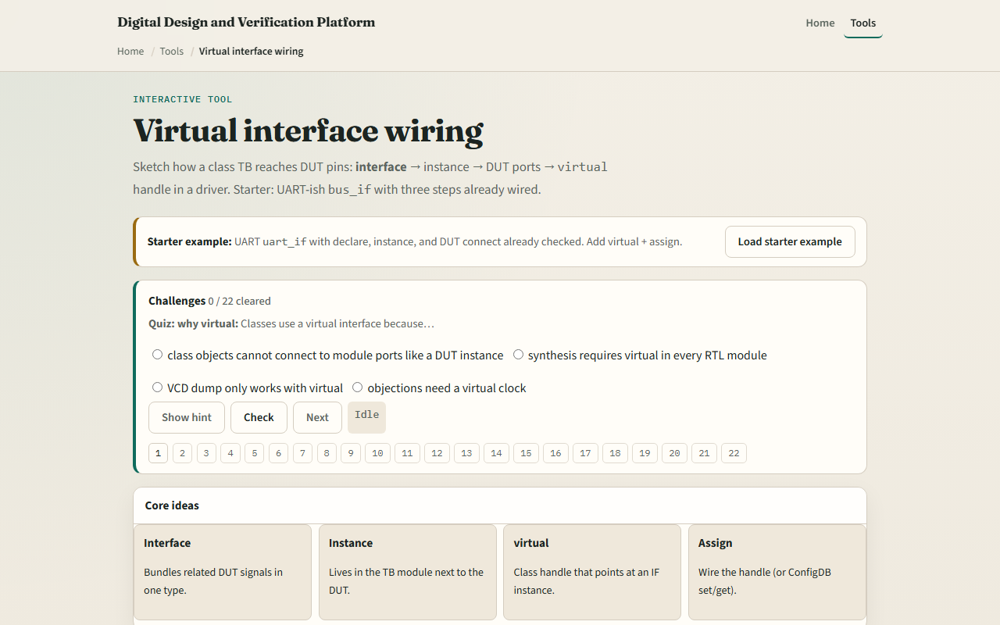 Digital Design and Verification Platform
Home Tools
Home / Tools / Virtual interface wiring
INTERACTIVE TOOL
Virtual interface wiring
Sketch how a class TB reaches DUT pins: interface → instance → DUT ports → virtual
handle in a driver. Starter: UART-ish bus_if with three steps already wired.
Starter example: UART uart_if with declare, instance, and DUT connect already checked. Add virtual + assign.
Load starter example
Challenges 0 / 22 cleared
Quiz: why virtual: Classes use a virtual interface because…
class objects cannot connect to module ports like a DUT instance
synthesis requires virtual in every RTL module
VCD dump only works with virtual
objections need a virtual clock
Show hint Check Next Idle
1 2 3 4 5 6 7 8 9 10 11 12 13 14 15 16 17 18 19 20 21 22
Core ideas
Interface
Bundles related DUT signals in
one type.
Instance
Lives in the TB module next to the
DUT.
virtual
Class handle that points at an IF
instance.
Assign
Wire the handle (or ConfigDB
set/get).